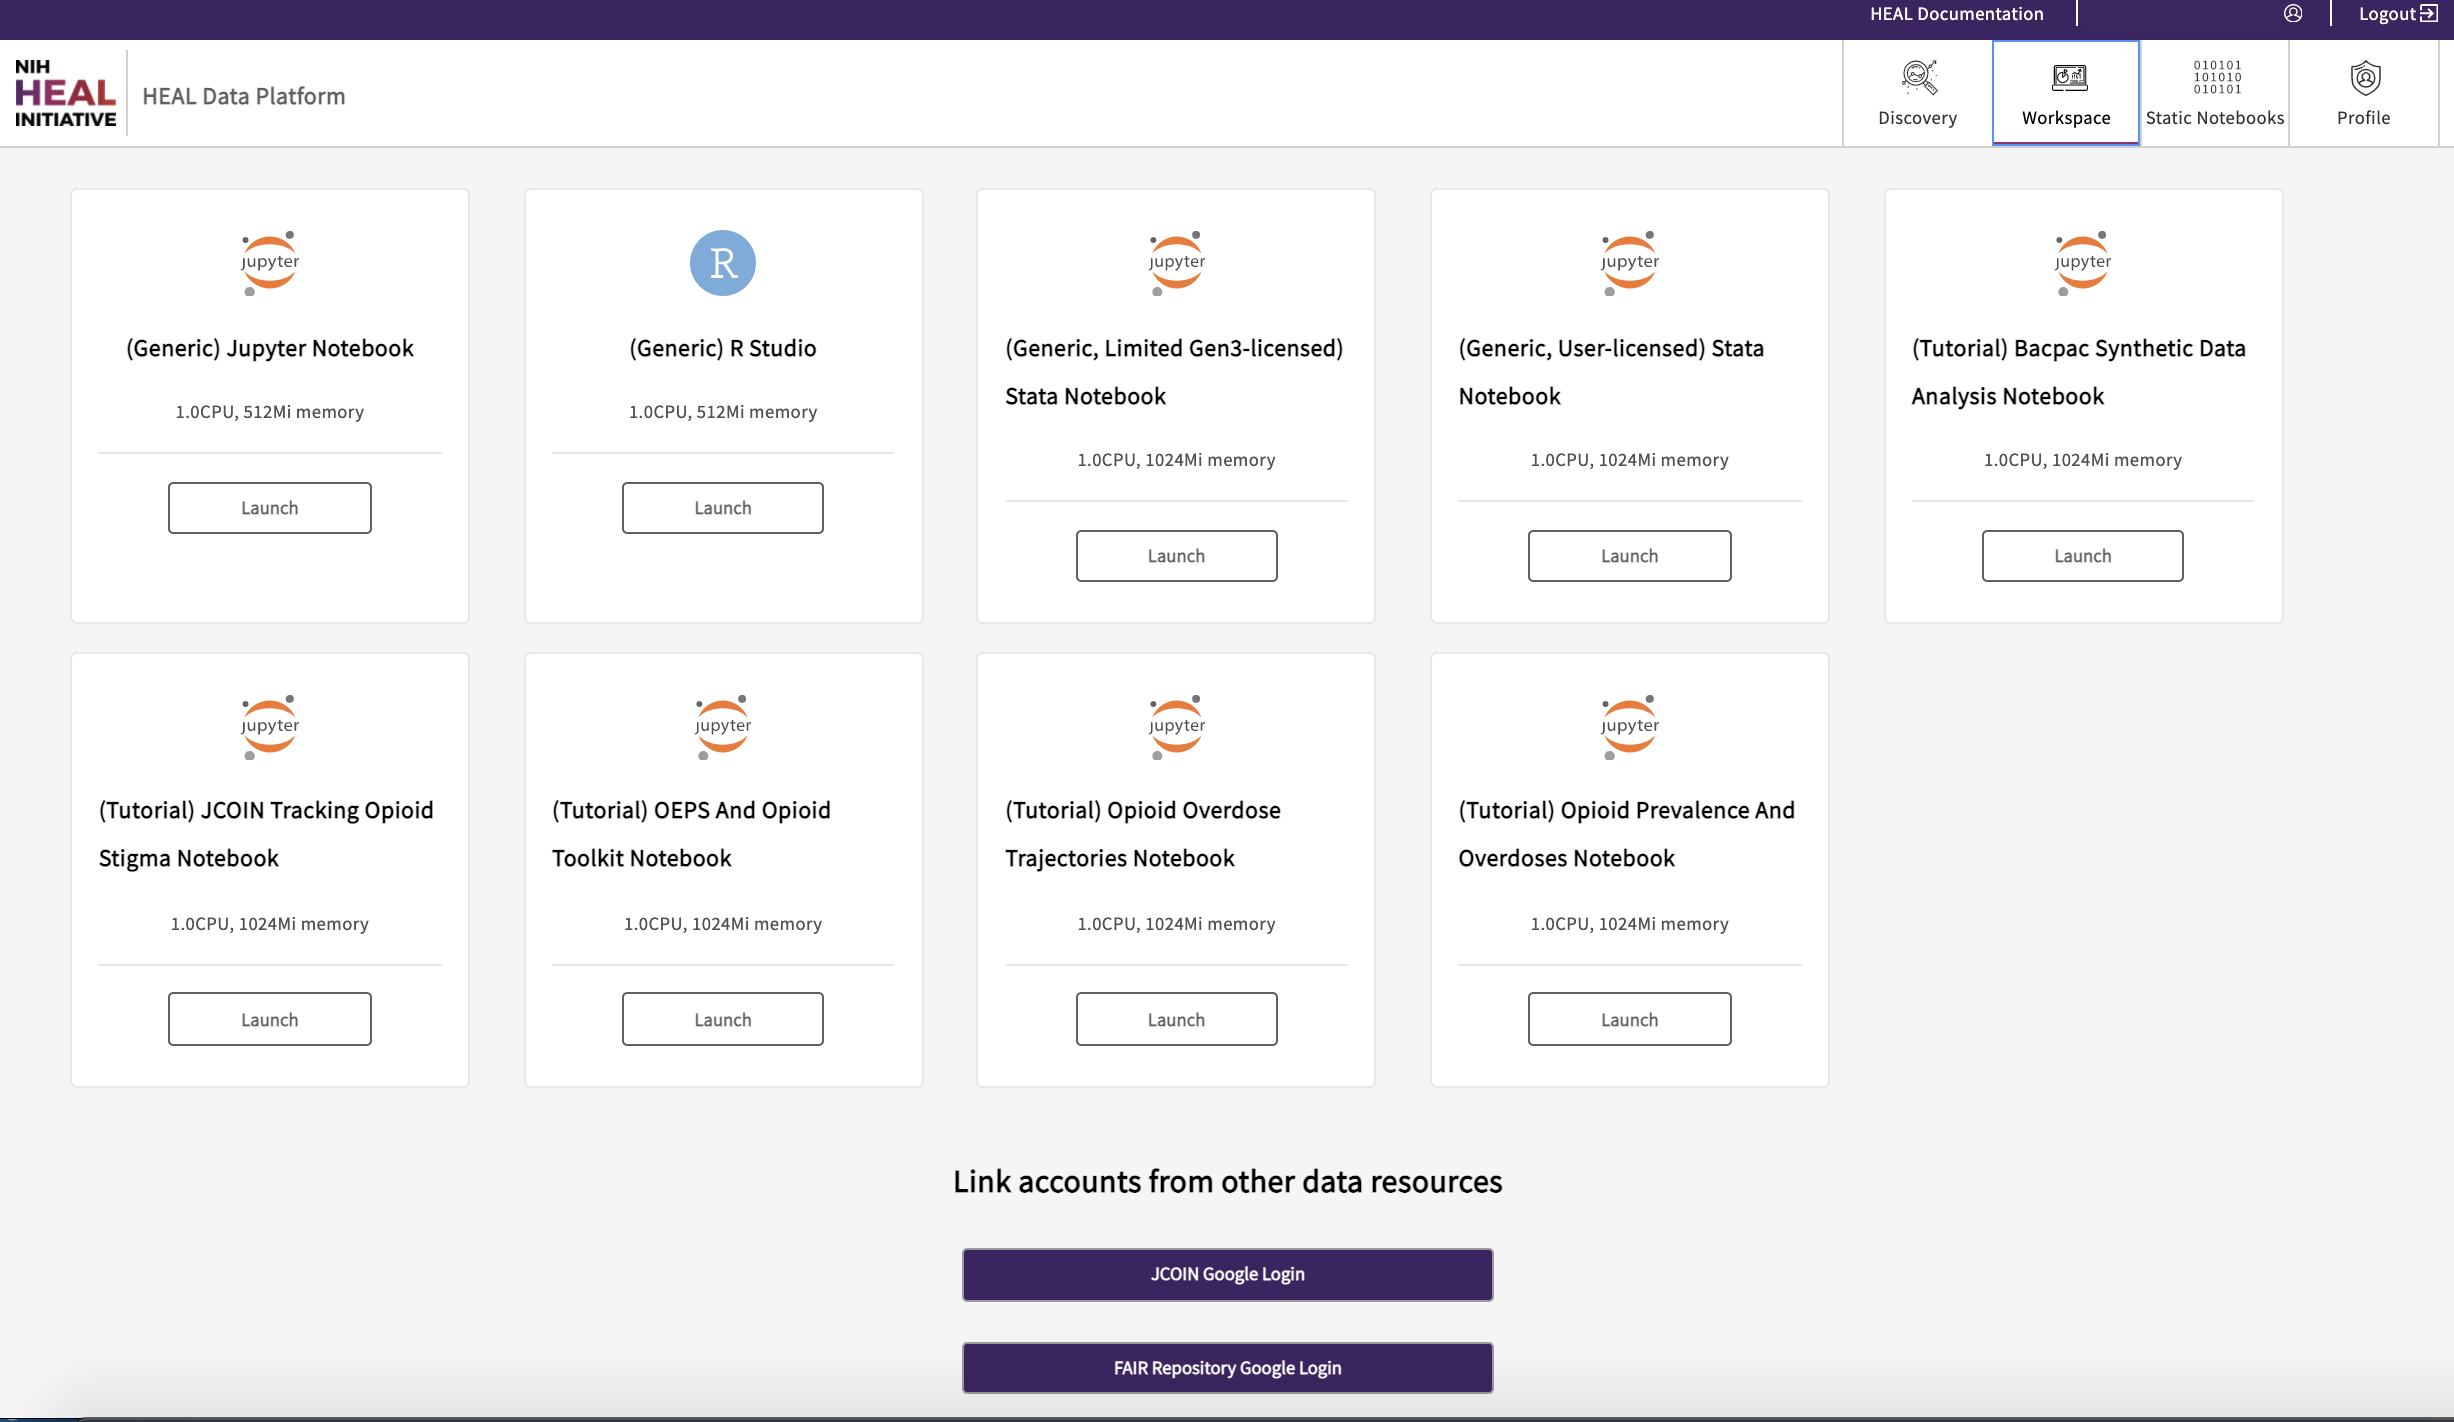 HEAL Documentation
Logout
NIH
HEAL
INITIATIVE
HEAL Data Platform
Discovery
Workspace
010101
101010
010101
Static Notebooks
Profile
jupyter
(Generic) Jupyter Notebook
1.0CPU, 512Mi memory
Launch
R
(Generic) R Studio
1.0CPU, 512Mi memory
Launch
jupyter
(Generic, Limited Gen3-licensed)
Stata Notebook
1.0CPU, 1024Mi memory
Launch
jupyter
(Generic, User-licensed) Stata
Notebook
1.0CPU, 1024Mi memory
Launch
jupyter
(Tutorial) Bacpac Synthetic Data
Analysis Notebook
1.0CPU, 1024Mi memory
Launch
jupyter
(Tutorial) JCOIN Tracking Opioid
Stigma Notebook
1.0CPU, 1024Mi memory
Launch
jupyter
(Tutorial) OEPS And Opioid
Toolkit Notebook
1.0CPU, 1024Mi memory
Launch
jupyter
(Tutorial) Opioid Overdose
Trajectories Notebook
1.0CPU, 1024Mi memory
Launch
jupyter
(Tutorial) Opioid Prevalence And
Overdoses Notebook
1.0CPU, 1024Mi memory
Launch
Link accounts from other data resources
JCOIN Google Login
FAIR Repository Google Login